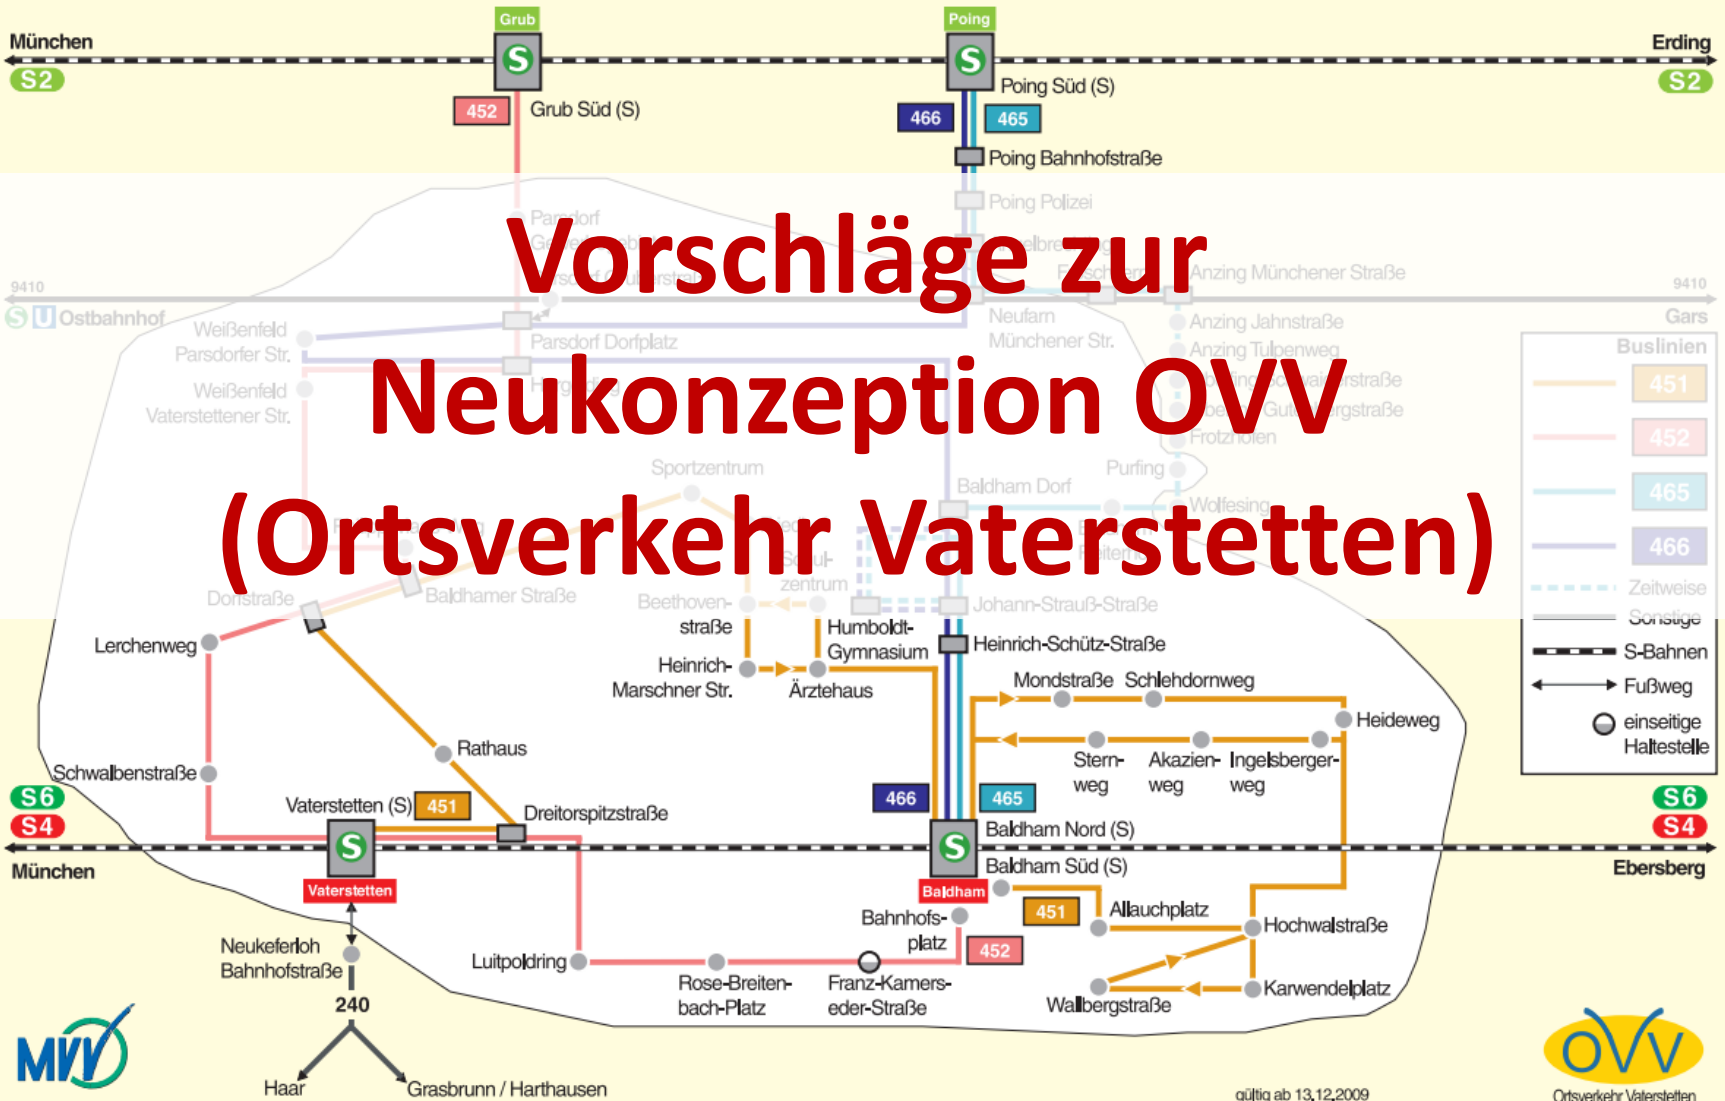 Grub
Poing
München
Erding
S2
S
S
S2
Poing Süd (S)
452
Grub Süd (S)
466
465
Poing Bahnhofstraße
Poing Polizei
Parsdorf
Vorschläge zur
Anzing Münchener Straße
9410
9410
S U Ostbahnhof
Gars
Weißenfeld
Parsdorfer Str.
Parsdorf Dorfplatz
Neufarn
Münchener Str.
Anzing Jahnstraße
Anzing Tulpenweg
Buslinien
451
Weißenfeld
Vaterstettener Str.
Neukonzeption OVV
Frotzhofen
452
Sportzentrum
Purfing
Baldham Dorf
Wolfesing
465
(Ortsverkehr Vaterstetten)
466
zentrum
Dorfstraße
Baldhamer Straße
Zeitweise
Beethoven-
straße
Johann-Strauß-Straße
Sonstige
Lerchenweg
Humboldt-
Gymnasium
Heinrich-Schütz-Straße
S-Bahnen
Heinrich-
Marschner Str.
Ärztehaus
Mondstraße
Schlehdornweg
Fußweg
Heideweg
einseitige
Haltestelle
Rathaus
Stern-
weg
Akazien-
weg
Ingelsberger-
weg
Schwalbenstraße
S6
S4
Vaterstetten (S)
451
Dreitorspitzstraße
466
465
S6
S4
Baldham Nord (S)
S
S
München
Baldham Süd (S)
Ebersberg
Vaterstetten
Baldham
Bahnhofs-
platz
451
Allauchplatz
Hochwalstraße
452
Neukeferloh
Bahnhofstraße
Luitpoldring
Rose-Breiten-
bach-Platz
Franz-Kamers-
eder-Straße
Wallbergstraße
Karwendelplatz
240
MVV
OVV
Haar
Grasbrunn / Harthausen
gültig ab 13.12.2009
Ortsverkehr Vaterstetten